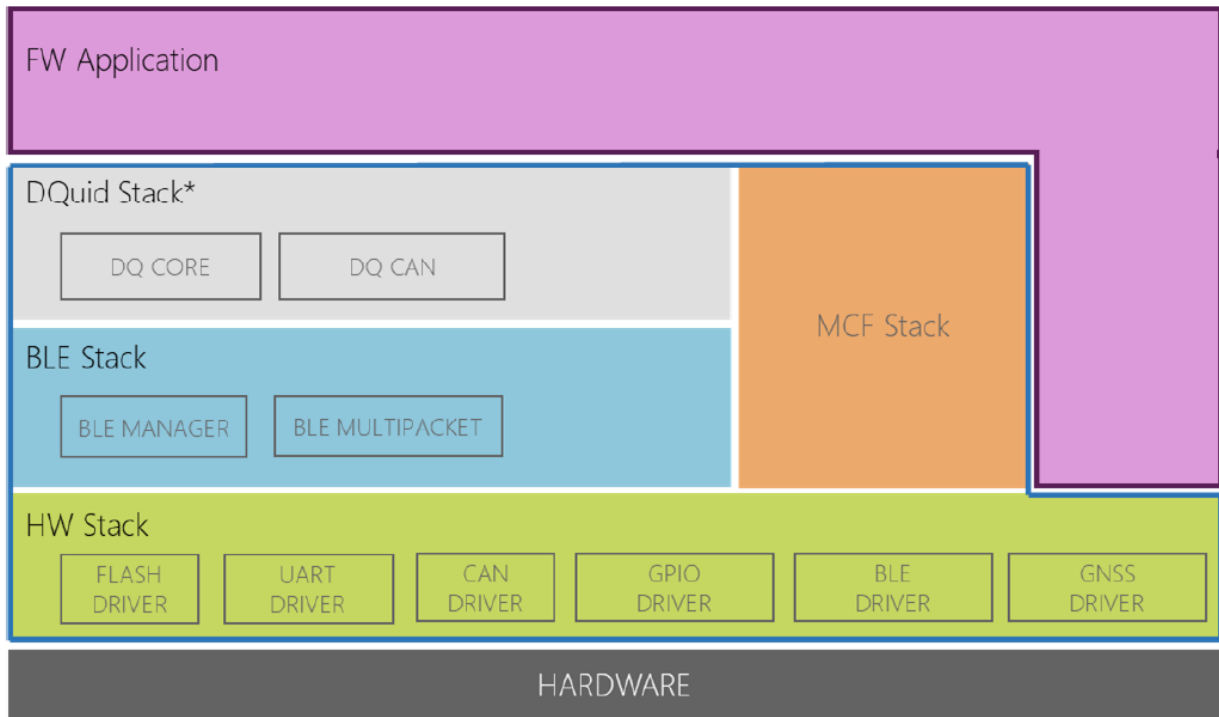 FW Application
DQuid Stack*
DQ CORE
DQ CAN
MCF Stack
BLE Stack
BLE MANAGER
BLE MULTIPACKET
HW Stack
FLASH
DRIVER
UART
DRIVER
CAN
DRIVER
GPIO
DRIVER
BLE
DRIVER
GNSS
DRIVER
HARDWARE